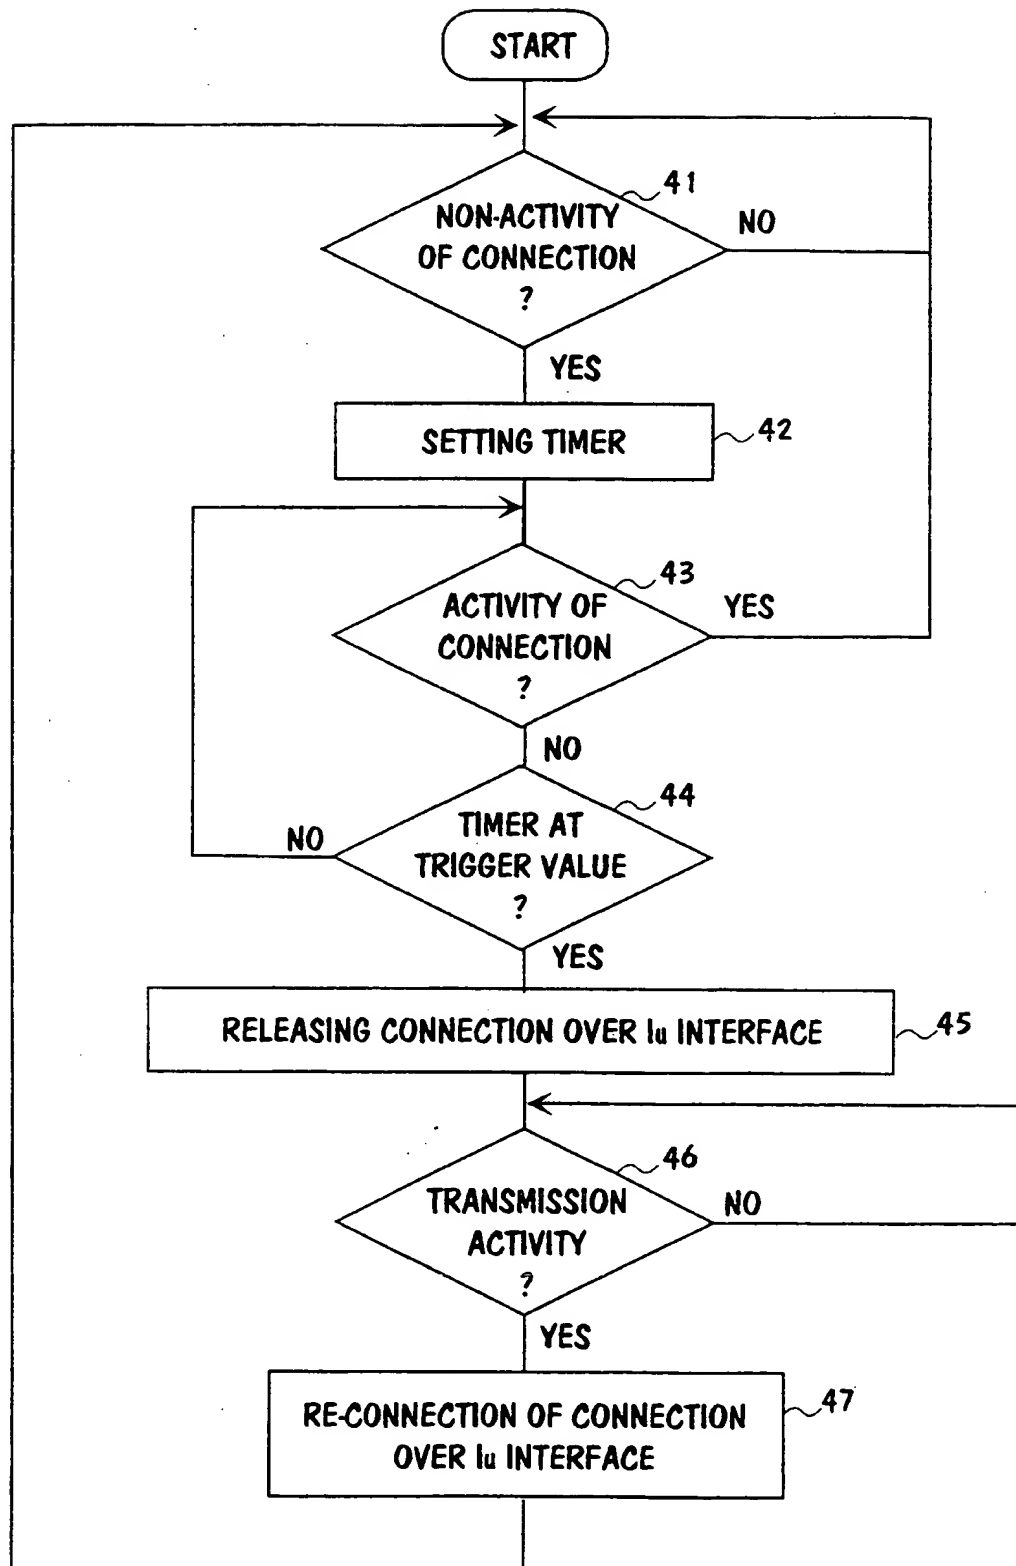 START
41
NON-ACTIVITY
OF CONNECTION
?
NO
YES
SETTING TIMER
42
43
ACTIVITY OF
CONNECTION
?
YES
NO
44
TIMER AT
TRIGGER VALUE
?
NO
YES
RELEASING CONNECTION OVER Iu INTERFACE
45
46
TRANSMISSION
ACTIVITY
?
NO
YES
RE-CONNECTION OF CONNECTION
OVER Iu INTERFACE
47